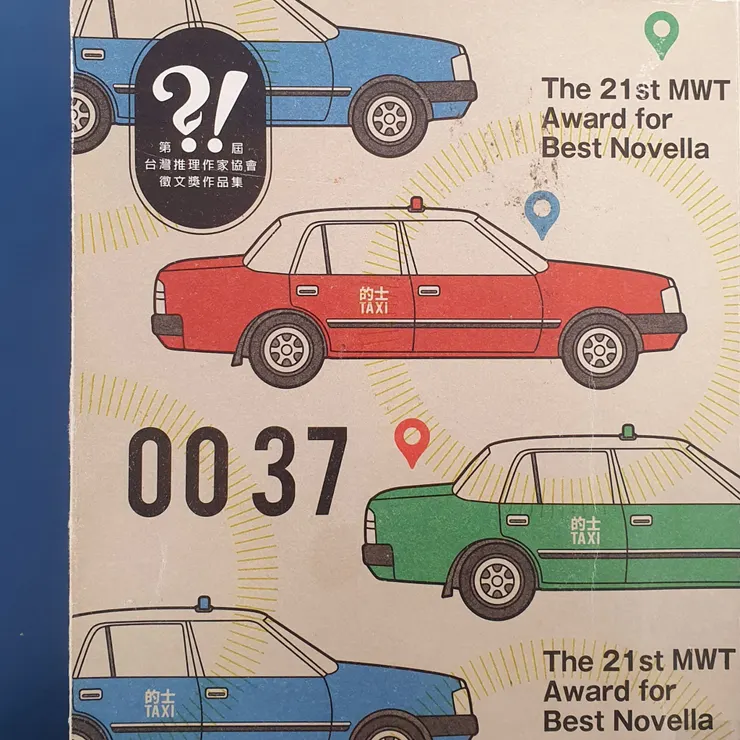 第 屆
台灣推理作家協會
徵文獎作品集
The 21st MWT
Award for
Best Novella
的士
TAXI
0037
的士
TAXI
的士
TAXI
The 21st MWT
Award for
Best Novella